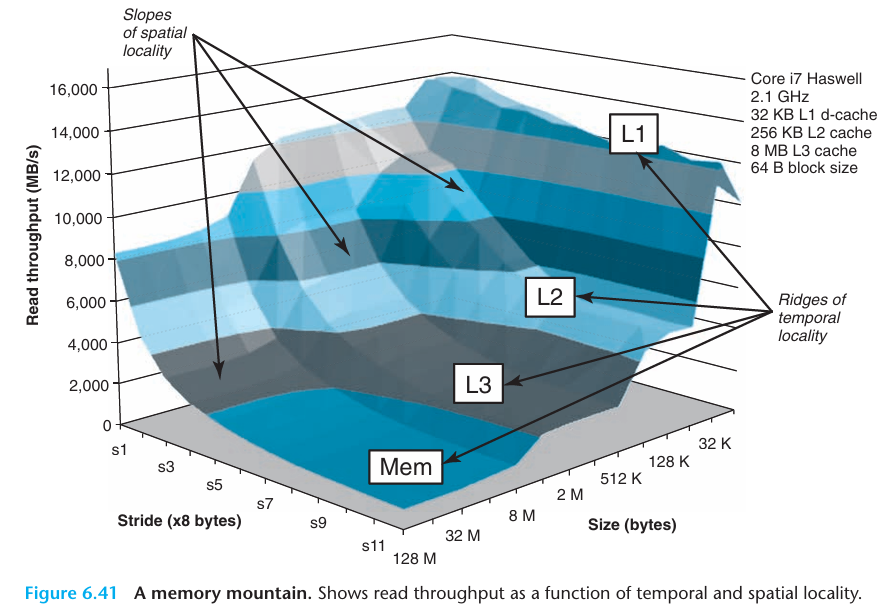 Slopes
of spatial
locality
16,000
14,000
12,000
10,000
8,000
6,000
4,000
2,000
0
Read throughput (MB/s)
Core i7 Haswell
2.1 GHz
32 KB L1 d-cache
256 KB L2 cache
8 MB L3 cache
64 B block size
L1
L2
L3
Mem
Ridges of
temporal
locality
s1
s3
s5
s7
s9
s11
Stride (x8 bytes)
128 M
32 M
8 M
2 M
512 K
128 K
32 K
Size (bytes)
Figure 6.41 A memory mountain. Shows read throughput as a function of temporal and spatial locality.